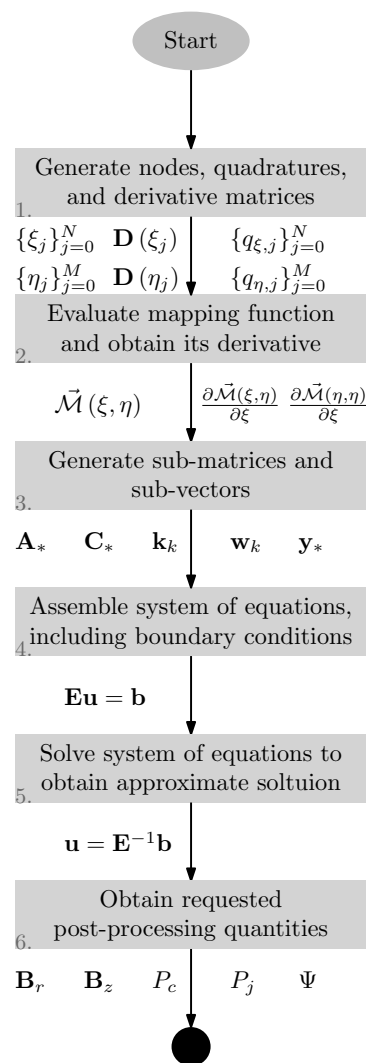 Start
Generate nodes, quadratures,
and derivative matrices
1.
{ξ_j}_{j=0}^N D (ξ_j) {q_{ξ,j}}_{j=0}^N
{η_j}_{j=0}^M D (η_j) {q_{η,j}}_{j=0}^M
Evaluate mapping function
and obtain its derivative
2.
\vec{M} (ξ, η) ∂\vec{M}(ξ,η)/∂ξ ∂\vec{M}(η,η)/∂ξ
Generate sub-matrices and
sub-vectors
3.
A_* C_* k_k w_k y_*
Assemble system of equations,
including boundary conditions
4.
Eu = b
Solve system of equations to
obtain approximate soltuion
5.
u = E^{−1}b
Obtain requested
post-processing quantities
6.
B_r B_z P_c P_j Ψ